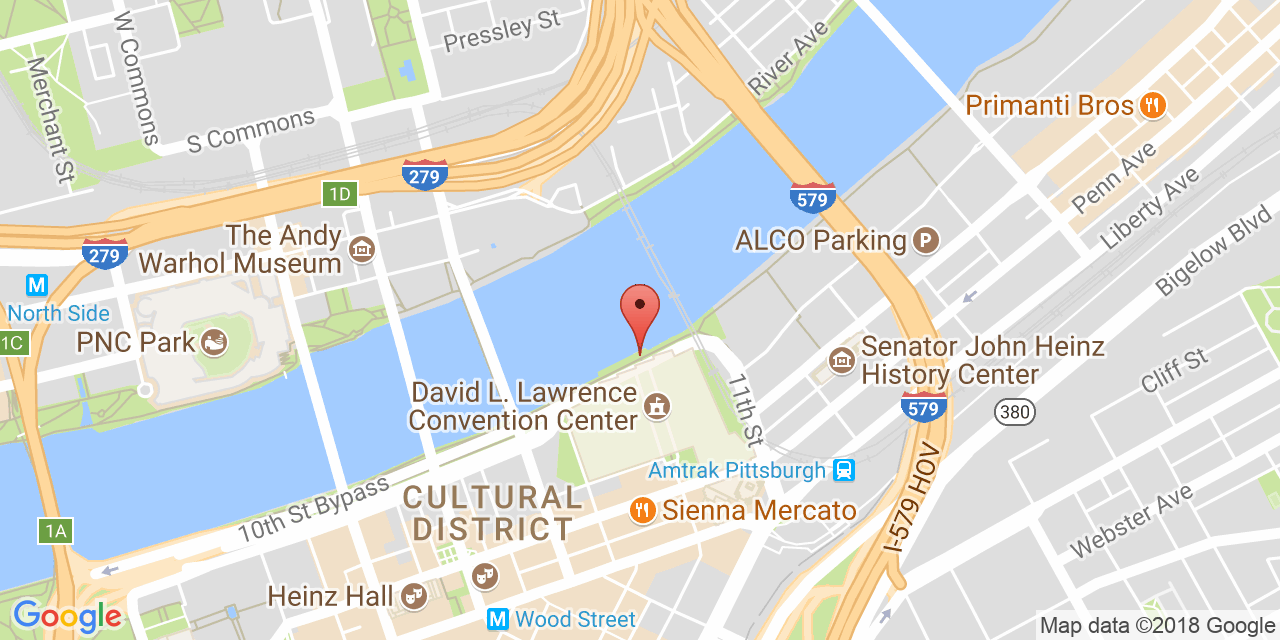 W Commons
Pressley St
River Ave
Merchant St
S Commons
Primanti Bros
279
1D
579
Penn Ave
Liberty Ave
Bigelow Blvd
The Andy
Warhol Museum
279
ALCO Parking
P
M
North Side
1C
PNC Park
Senator John Heinz
History Center
Cliff St
11th St
David L. Lawrence
Convention Center
579
380
I-579 HOV
Amtrak Pittsburgh
CULTURAL
DISTRICT
Sienna Mercato
10th St Bypass
1A
Webster Ave
Heinz Hall
M
Wood Street
Google
Map data ©2018 Google